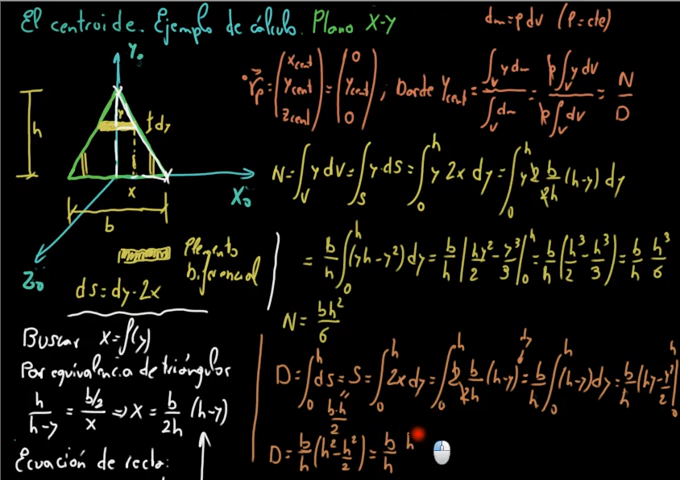 El centroide. Ejemplo de cálculo. Plano X-Y
dm = ρ dv (ρ = cte)
Y₀
h
dy
x
b
X₀
Z₀
r⃗ρ = (xcent ycent zcent) = (0 ycent 0) ; Donde Ycent = ∫ᵥ y dm / ∫ᵥ dm = ρ∫ᵥ y dv / ρ∫ᵥ dv = N / D
N = ∫ᵥ y dv = ∫ₛ y·ds = ∫₀ʰ y 2x dy = ∫₀ʰ y 2 b/2h (h-y) dy
Elemento
diferencial
ds = dy · 2x
= b/h ∫₀ʰ (yh - y²) dy = b/h |hy²/2 - y³/3|₀ʰ = b/h (h³/2 - h³/3) = b/h h³/6
N = bh²/6
Buscar x = f(y)
Por equivalencia de triángulos
h/(h-y) = (b/2)/x ⇒ x = b/2h (h-y)
Ecuación de recta:
D = ∫₀ʰ ds = S = ∫₀ʰ 2x dy = ∫₀ʰ 2 b/2h (h-y) dy = b/h ∫₀ʰ (h-y) dy = b/h |hy - y²/2|₀ʰ
b·h/2
D = b/h (h² - h²/2) = b/h h